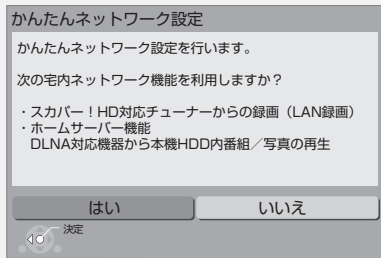 かんたんネットワーク設定
かんたんネットワーク設定を行います。
次の宅内ネットワーク機能を利用しますか？
・スカパー！HD対応チューナーからの録画（LAN録画）
・ホームサーバー機能
DLNA対応機器から本機HDD内番組／写真の再生
はい
いいえ
決定